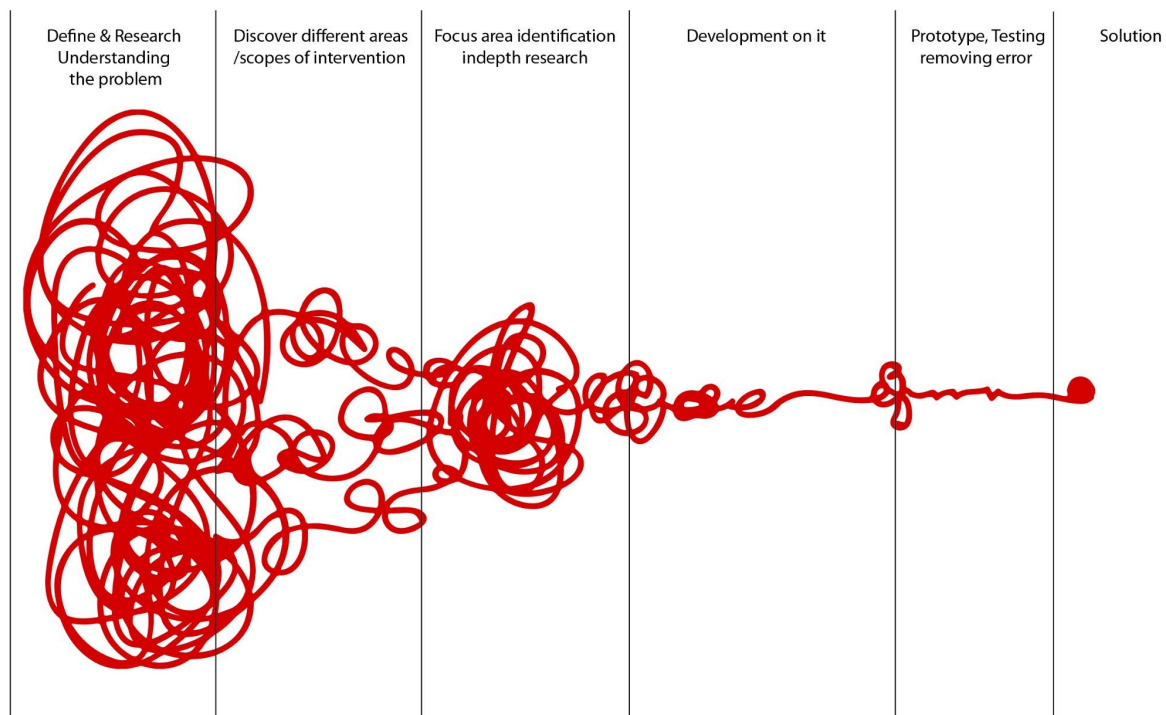 Define & Research
Understanding
the problem
Discover different areas
/scopes of intervention
Focus area identification
indepth research
Development on it
Prototype, Testing
removing error
Solution